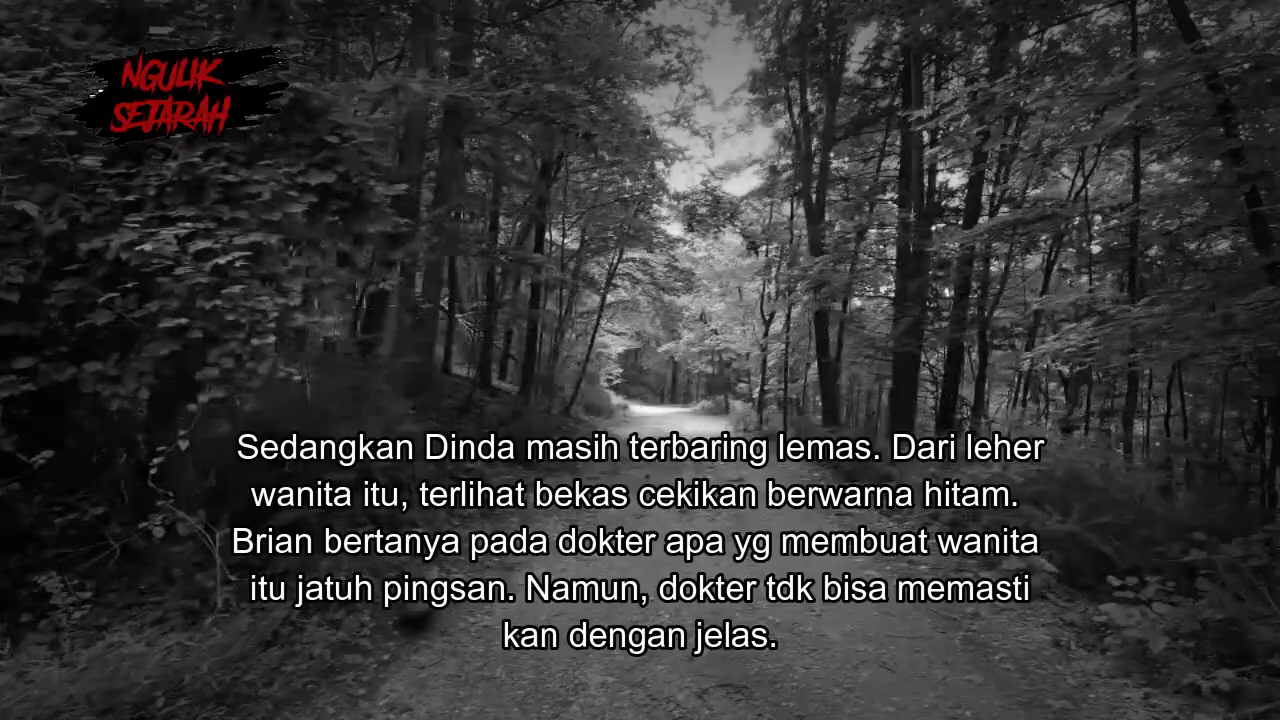 NGULIK
SEJARAH
Sedangkan Dinda masih terbaring lemas. Dari leher
wanita itu, terlihat bekas cekikan berwarna hitam.
Brian bertanya pada dokter apa yg membuat wanita
itu jatuh pingsan. Namun, dokter tdk bisa memasti
kan dengan jelas.